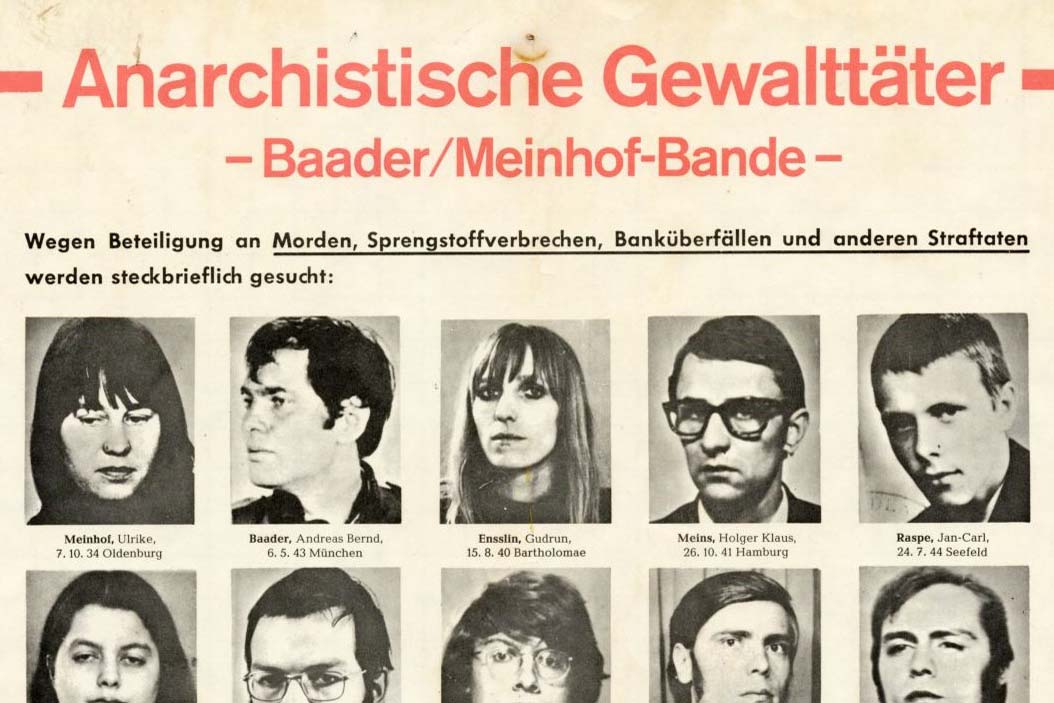 Anarchistische Gewalttäter
– Baader/Meinhof-Bande –
Wegen Beteiligung an Morden, Sprengstoffverbrechen, Banküberfällen und anderen Straftaten
werden steckbrieflich gesucht:
Meinhof, Ulrike,
7. 10. 34 Oldenburg
Baader, Andreas Bernd,
6. 5. 43 München
Ensslin, Gudrun,
15. 8. 40 Bartholomae
Meins, Holger Klaus,
26. 10. 41 Hamburg
Raspe, Jan-Carl,
24. 7. 44 Seefeld